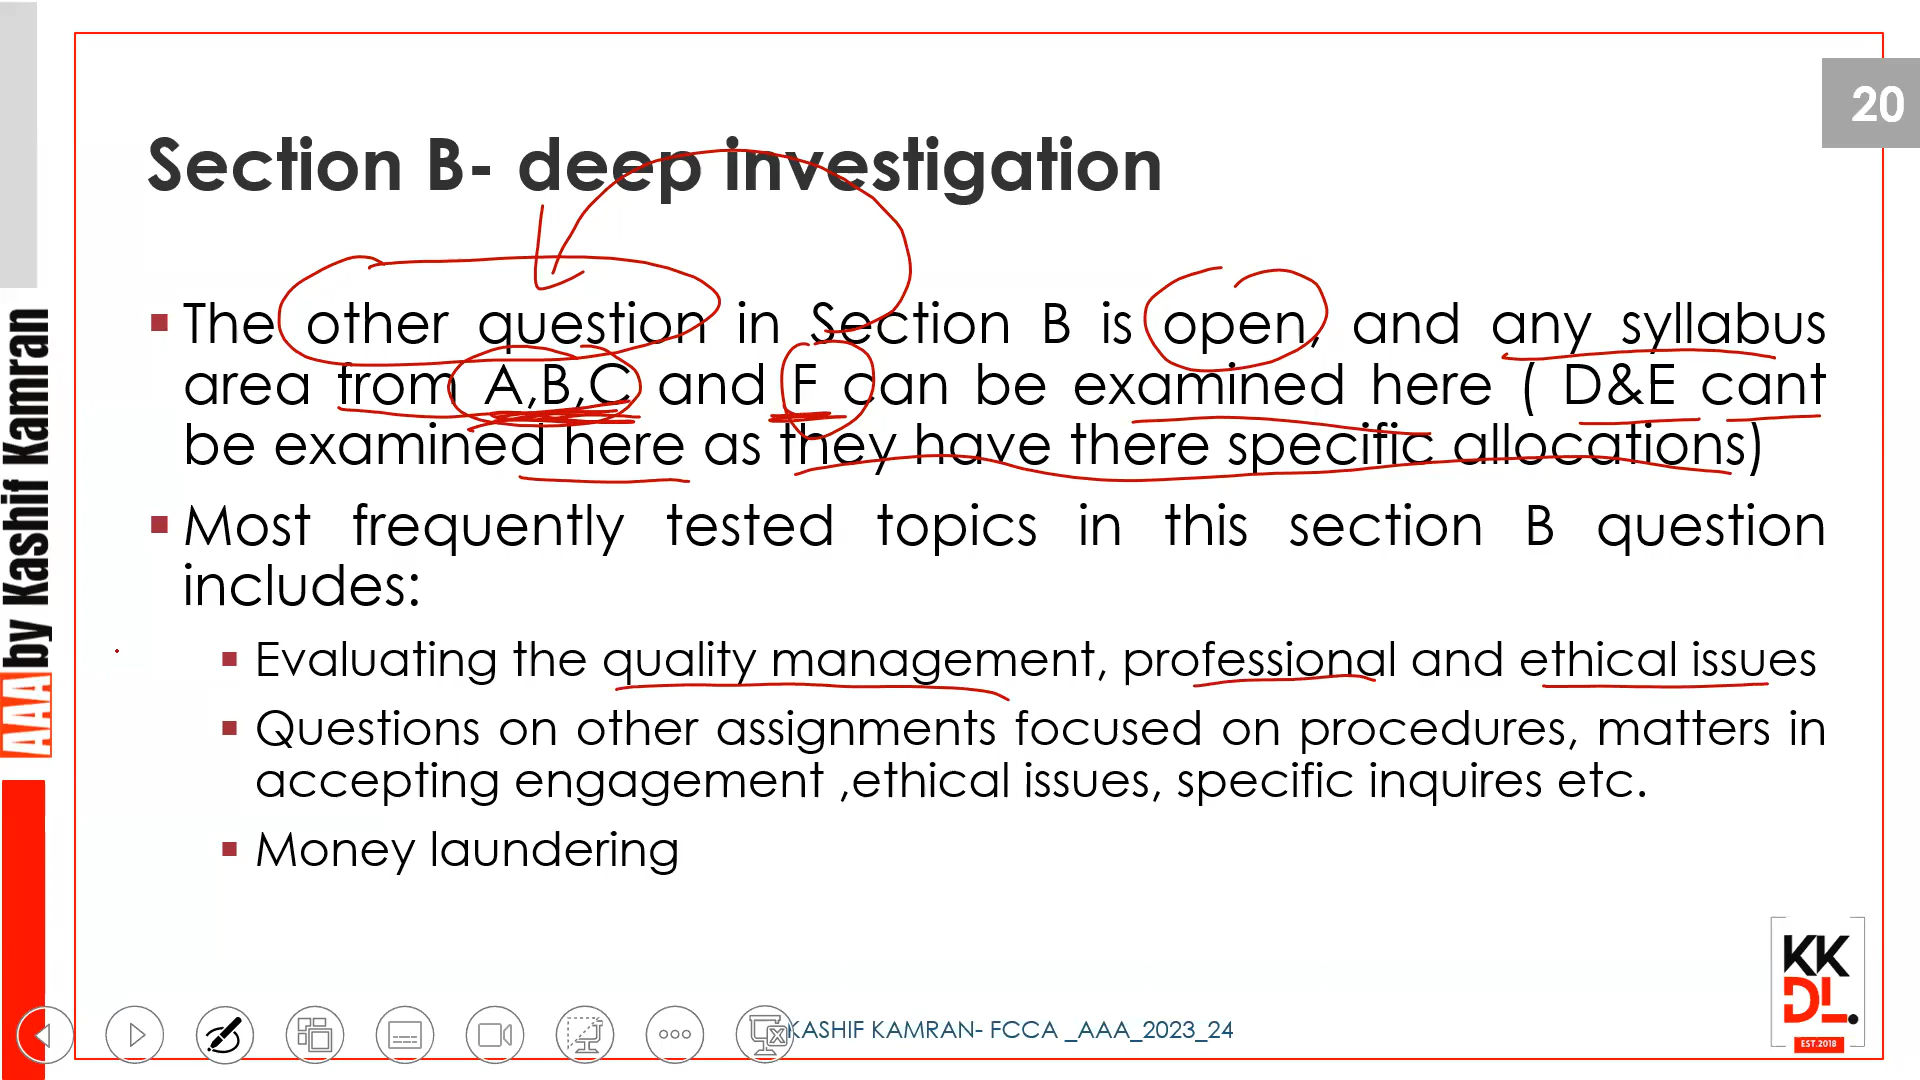 20
Section B- deep investigation
The other question in Section B is open, and any syllabus
area from A,B,C and F can be examined here ( D&E cant
be examined here as they have there specific allocations)
Most frequently tested topics in this section B question
includes:
Evaluating the quality management, professional and ethical issues
Questions on other assignments focused on procedures, matters in
accepting engagement ,ethical issues, specific inquires etc.
Money laundering
AAA by Kashif Kamran
KASHIF KAMRAN- FCCA _AAA_2023_24
KK
DL.
EST.2018